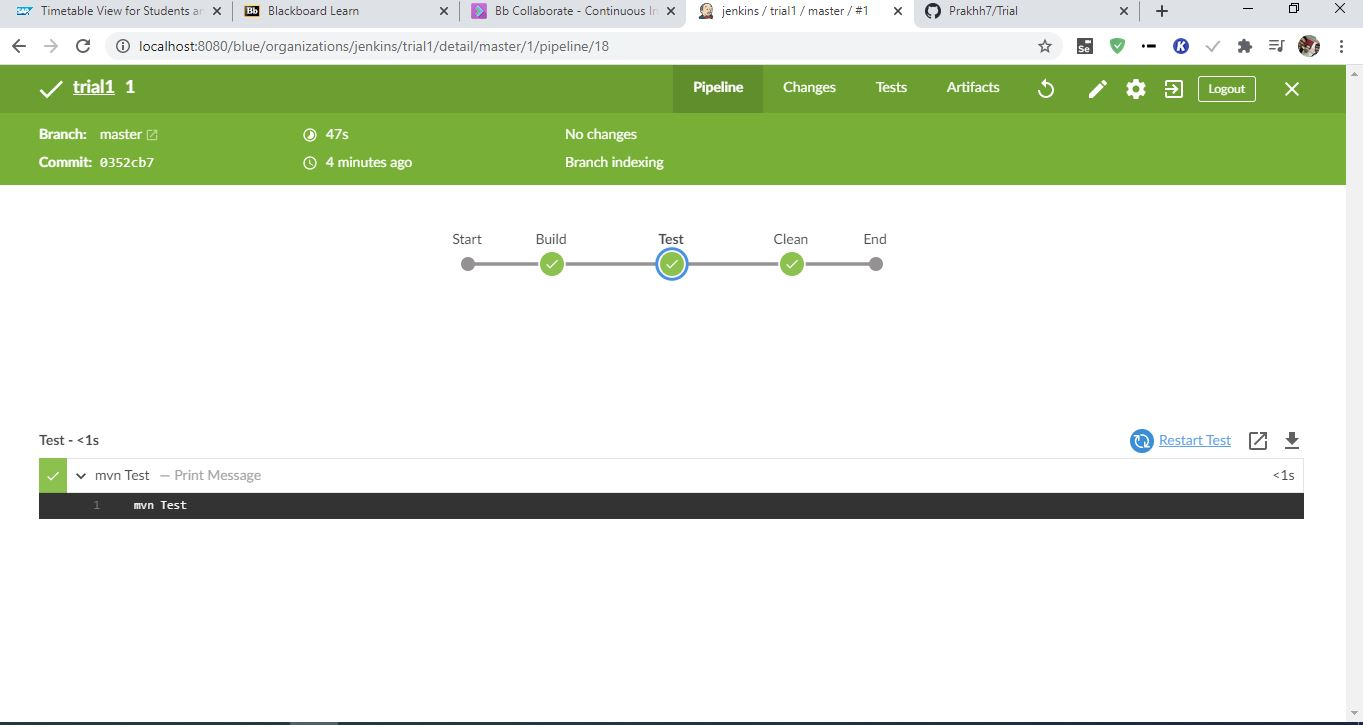 Timetable View for Students an
Bb Blackboard Learn
Bb Collaborate - Continuous In
jenkins / trial1 / master / #1
Prakhh7/Trial
localhost:8080/blue/organizations/jenkins/trial1/detail/master/1/pipeline/18
trial1 1
Pipeline Changes Tests Artifacts Logout
Branch: master 47s No changes
Commit: 0352cb7 4 minutes ago Branch indexing
Start Build Test Clean End
Test - <1s Restart Test
mvn Test — Print Message <1s
1 mvn Test